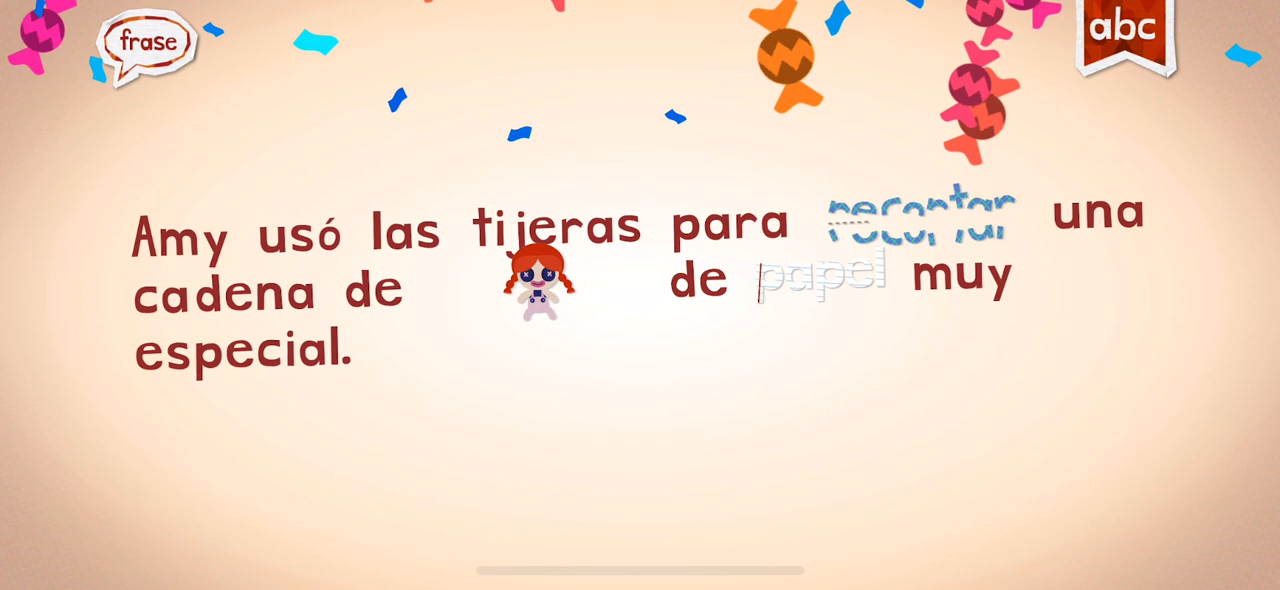 frase
abc
Amy usó las tijeras para recortar una
cadena de de papel muy
especial.